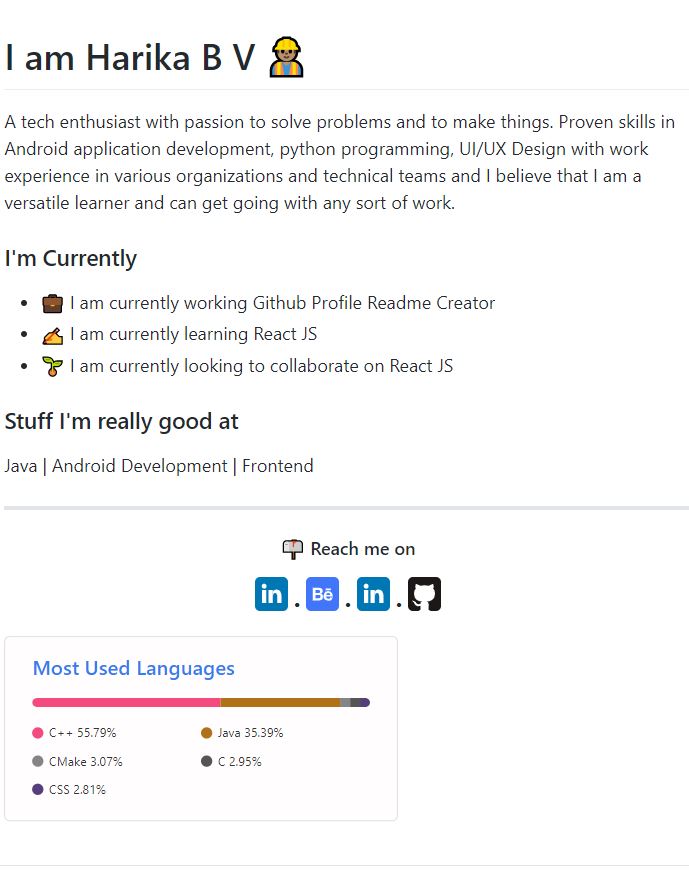 I am Harika B V
A tech enthusiast with passion to solve problems and to make things. Proven skills in
Android application development, python programming, UI/UX Design with work
experience in various organizations and technical teams and I believe that I am a
versatile learner and can get going with any sort of work.
I'm Currently
I am currently working Github Profile Readme Creator
I am currently learning React JS
I am currently looking to collaborate on React JS
Stuff I'm really good at
Java | Android Development | Frontend
Reach me on
in . Bē . in .
Most Used Languages
C++ 55.79% Java 35.39%
CMake 3.07% C 2.95%
CSS 2.81%